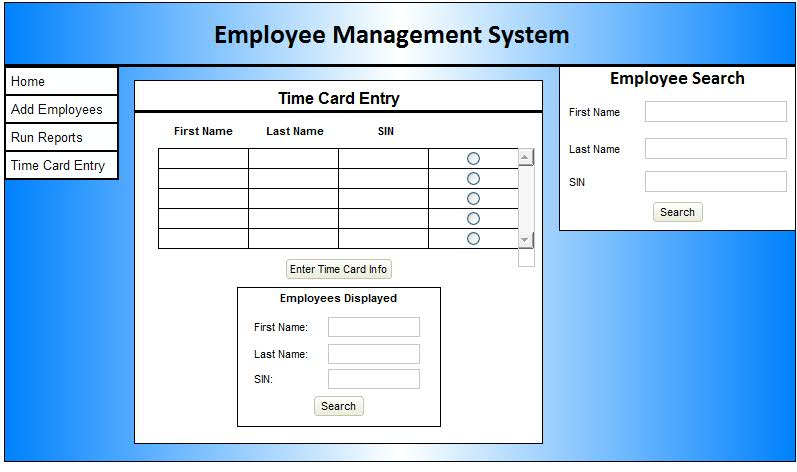 Employee Management System
Home
Add Employees
Run Reports
Time Card Entry
Time Card Entry
First Name Last Name SIN
Enter Time Card Info
Employees Displayed
First Name:
Last Name:
SIN:
Search
Employee Search
First Name
Last Name
SIN
Search